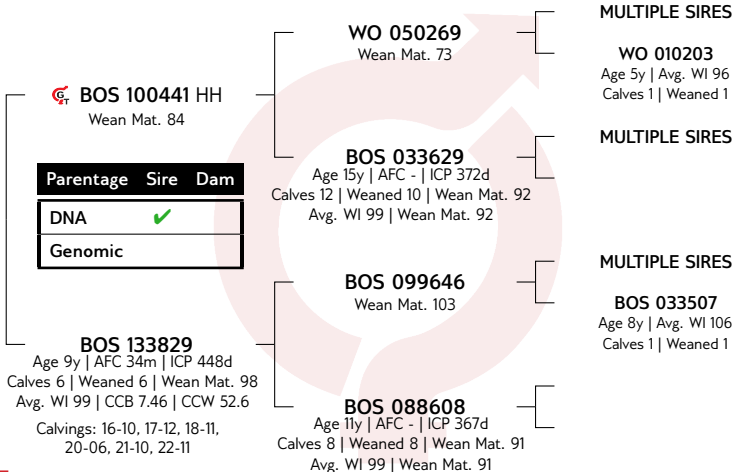 MULTIPLE SIRES
WO 050269
Wean Mat. 73
WO 010203
Age 5y | Avg. WI 96
Calves 1 | Weaned 1
GT BOS 100441 HH
Wean Mat. 84
MULTIPLE SIRES
BOS 033629
Age 15y | AFC - | ICP 372d
Calves 12 | Weaned 10 | Wean Mat. 92
Avg. WI 99 | Wean Mat. 92
Parentage Sire Dam
DNA ✔
Genomic
MULTIPLE SIRES
BOS 099646
Wean Mat. 103
BOS 033507
Age 8y | Avg. WI 106
Calves 1 | Weaned 1
BOS 133829
Age 9y | AFC 34m | ICP 448d
Calves 6 | Weaned 6 | Wean Mat. 98
Avg. WI 99 | CCB 7.46 | CCW 52.6
Calvings: 16-10, 17-12, 18-11,
20-06, 21-10, 22-11
BOS 088608
Age 11y | AFC - | ICP 367d
Calves 8 | Weaned 8 | Wean Mat. 91
Avg. WI 99 | Wean Mat. 91